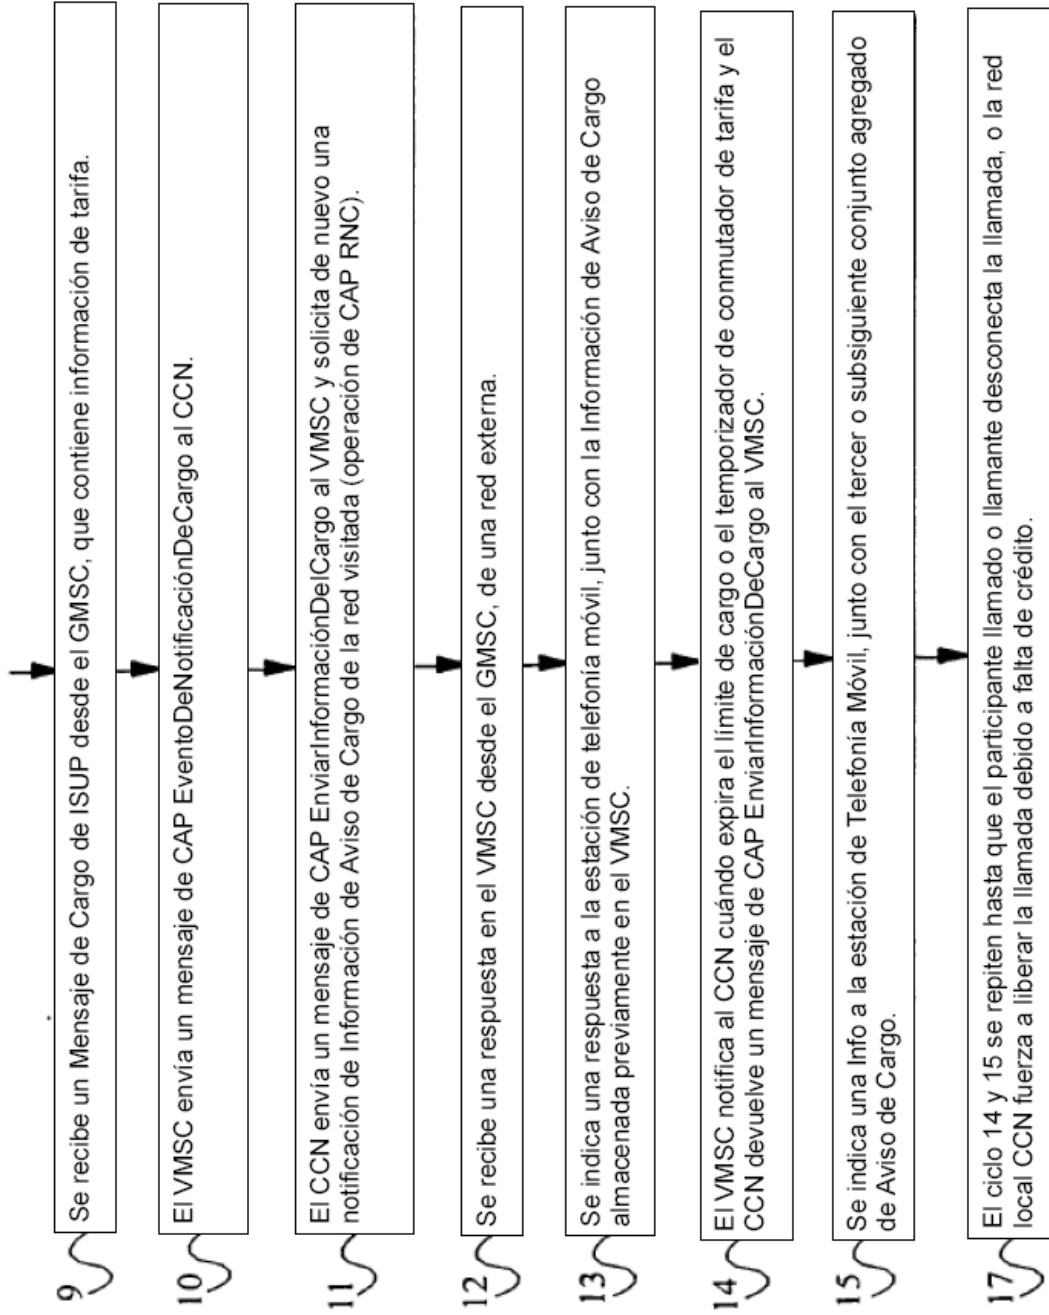 9
Se recibe un Mensaje de Cargo de ISUP desde el GMSC, que contiene información de tarifa.
10
El VMSC envía un mensaje de CAP EventoDeNotificaciónDeCargo al CCN.
11
El CCN envía un mensaje de CAP EnviarInformaciónDelCargo al VMSC y solicita de nuevo una
notificación de Información de Aviso de Cargo de la red visitada (operación de CAP RNC).
12
Se recibe una respuesta en el VMSC desde el GMSC, de una red externa.
13
Se indica una respuesta a la estación de telefonía móvil, junto con la Información de Aviso de Cargo
almacenada previamente en el VMSC.
14
El VMSC notifica al CCN cuándo expira el límite de cargo o el temporizador de conmutador de tarifa y el
CCN devuelve un mensaje de CAP EnviarInformaciónDeCargo al VMSC.
15
Se indica una Info a la estación de Telefonía Móvil, junto con el tercer o subsiguiente conjunto agregado
de Aviso de Cargo.
17
El ciclo 14 y 15 se repiten hasta que el participante llamado o llamante desconecta la llamada, o la red
local CCN fuerza a liberar la llamada debido a falta de crédito.